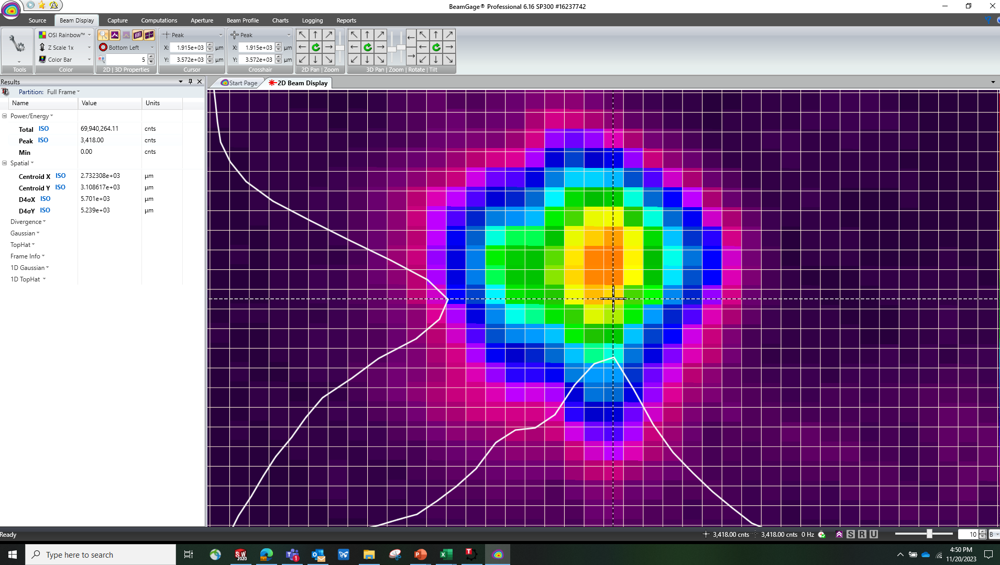 BeamGage® Professional 6.16 SP300 #16237742
Source Beam Display Capture Computations Aperture Beam Profile Charts Logging Reports
OSI Rainbow™ Peak Peak
Z Scale 1x Bottom Left X: 1.915e+03 µm X: 1.915e+03 µm
Color Bar 5 Y: 3.572e+03 µm Y: 3.572e+03 µm
Tools Color 2D | 3D Properties Cursor Crosshair 2D Pan | Zoom 3D Pan | Zoom | Rotate | Tilt
Results Start Page 2D Beam Display
Partition: Full Frame
Name Value Units
Power/Energy
Total ISO 69,940,264.11 cnts
Peak ISO 3,418.00 cnts
Min 0.00 cnts
Spatial
Centroid X ISO 2.732308e+03 µm
Centroid Y ISO 3.108617e+03 µm
D4σX ISO 5.701e+03 µm
D4σY ISO 5.239e+03 µm
Divergence
Gaussian
TopHat
Frame Info
1D Gaussian
1D TopHat
Ready 3,418.00 cnts 3,418.00 cnts 0 Hz S R U 10 B
Type here to search SW 2020 1 4:50 PM
11/20/2023